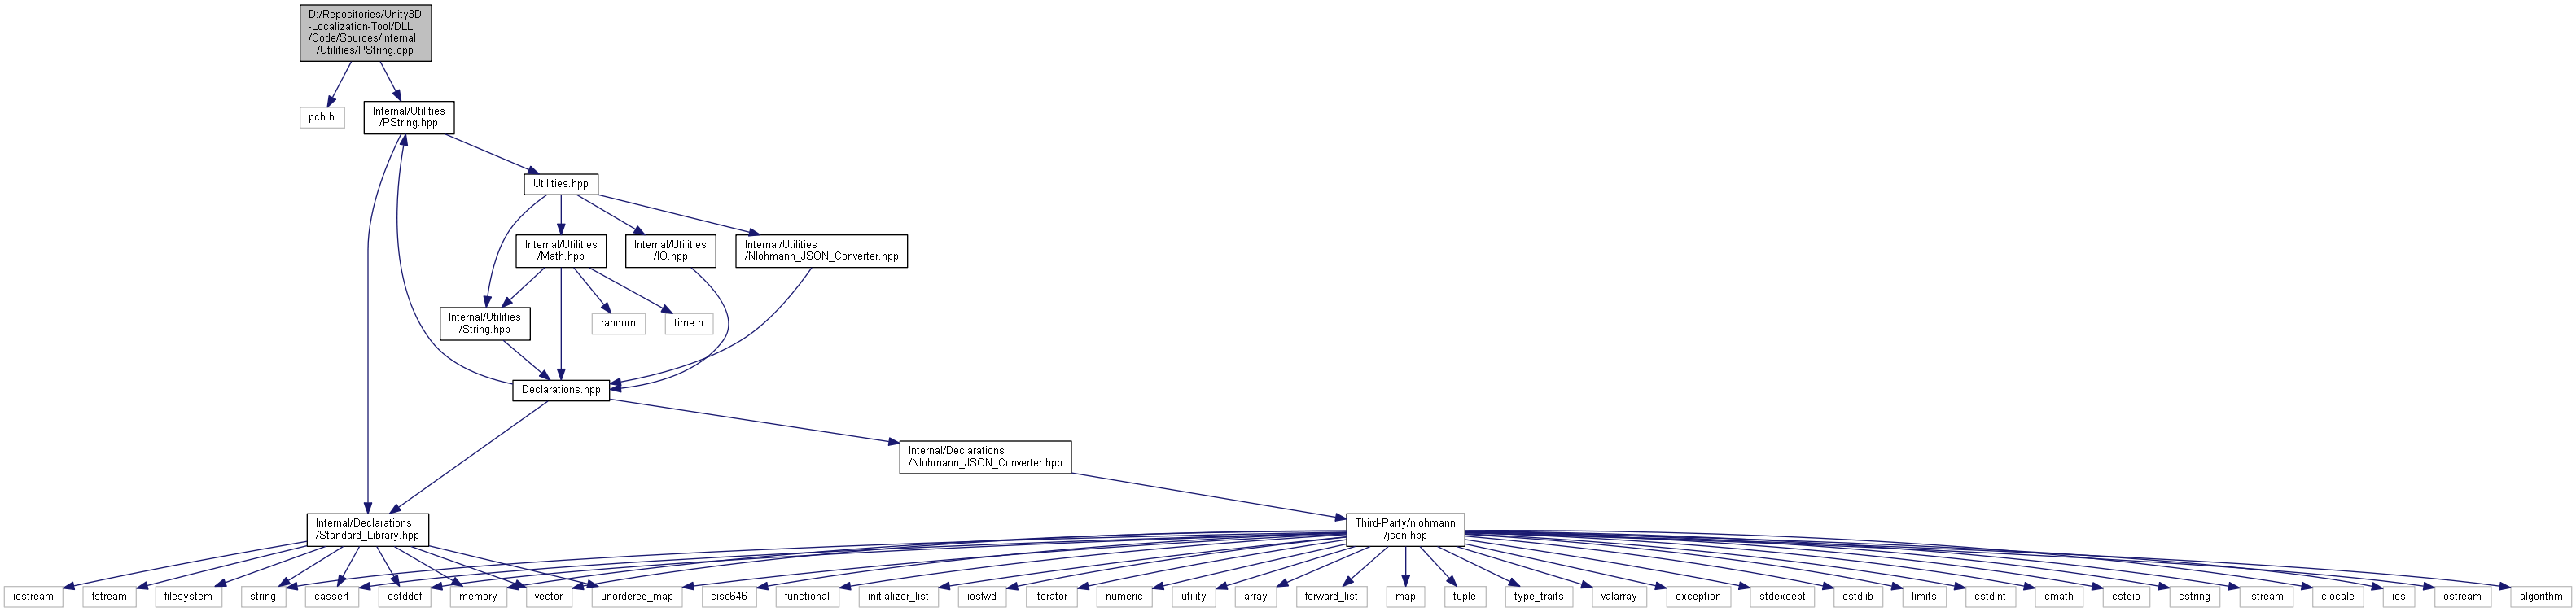 D:/Repositories/Unity3D
-Localization-Tool/DLL
/Code/Sources/Internal
/Utilities/PString.cpp
pch.h
Internal/Utilities
/PString.hpp
Utilities.hpp
Internal/Utilities
/Math.hpp
Internal/Utilities
/IO.hpp
Internal/Utilities
/Nlohmann_JSON_Converter.hpp
Internal/Utilities
/String.hpp
random
time.h
Declarations.hpp
Internal/Declarations
/Nlohmann_JSON_Converter.hpp
Internal/Declarations
/Standard_Library.hpp
Third-Party/nlohmann
/json.hpp
iostream
fstream
filesystem
string
cassert
cstddef
memory
vector
unordered_map
ciso646
functional
initializer_list
iosfwd
iterator
numeric
utility
array
forward_list
map
tuple
type_traits
valarray
exception
stdexcept
cstdlib
limits
cstdint
cmath
cstdio
cstring
istream
clocale
ios
ostream
algorithm